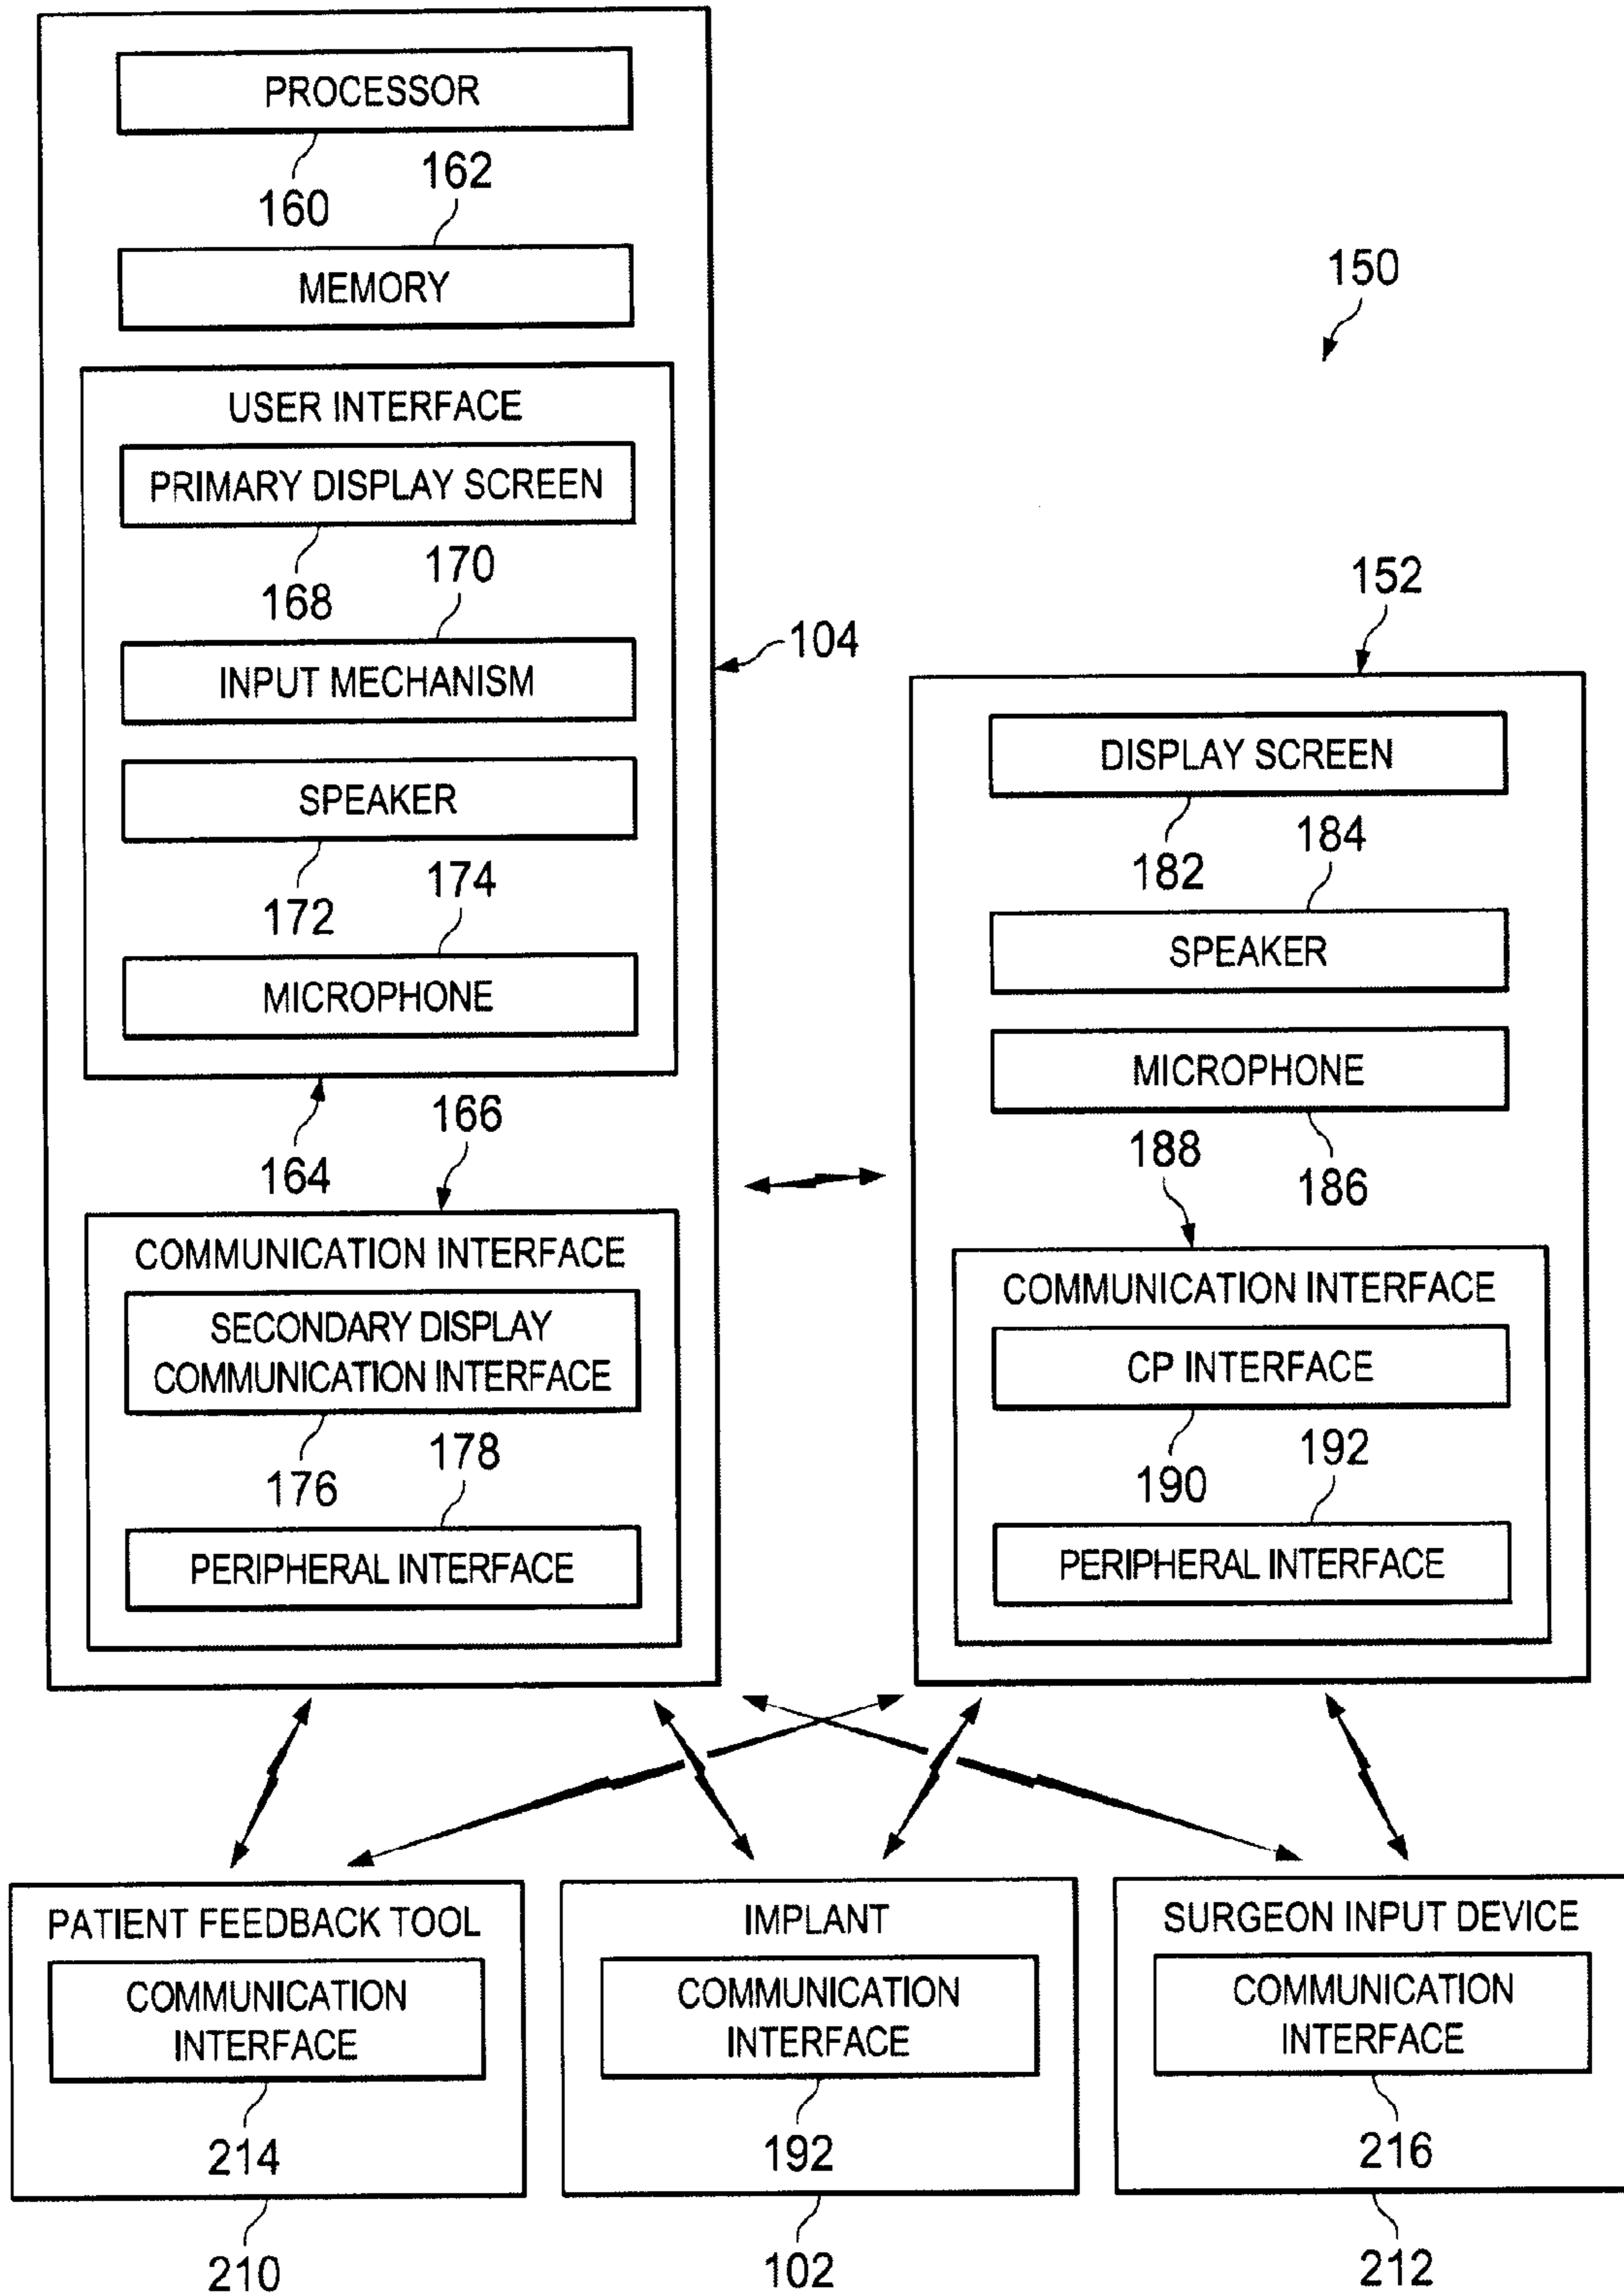 PROCESSOR
160
162
MEMORY
150
USER INTERFACE
PRIMARY DISPLAY SCREEN
168
170
INPUT MECHANISM
SPEAKER
172
174
MICROPHONE
164
104
166
COMMUNICATION INTERFACE
SECONDARY DISPLAY
COMMUNICATION INTERFACE
176
178
PERIPHERAL INTERFACE
152
DISPLAY SCREEN
182
184
SPEAKER
MICROPHONE
186
188
COMMUNICATION INTERFACE
CP INTERFACE
190
192
PERIPHERAL INTERFACE
PATIENT FEEDBACK TOOL
COMMUNICATION
INTERFACE
214
210
IMPLANT
COMMUNICATION
INTERFACE
192
102
SURGEON INPUT DEVICE
COMMUNICATION
INTERFACE
216
212